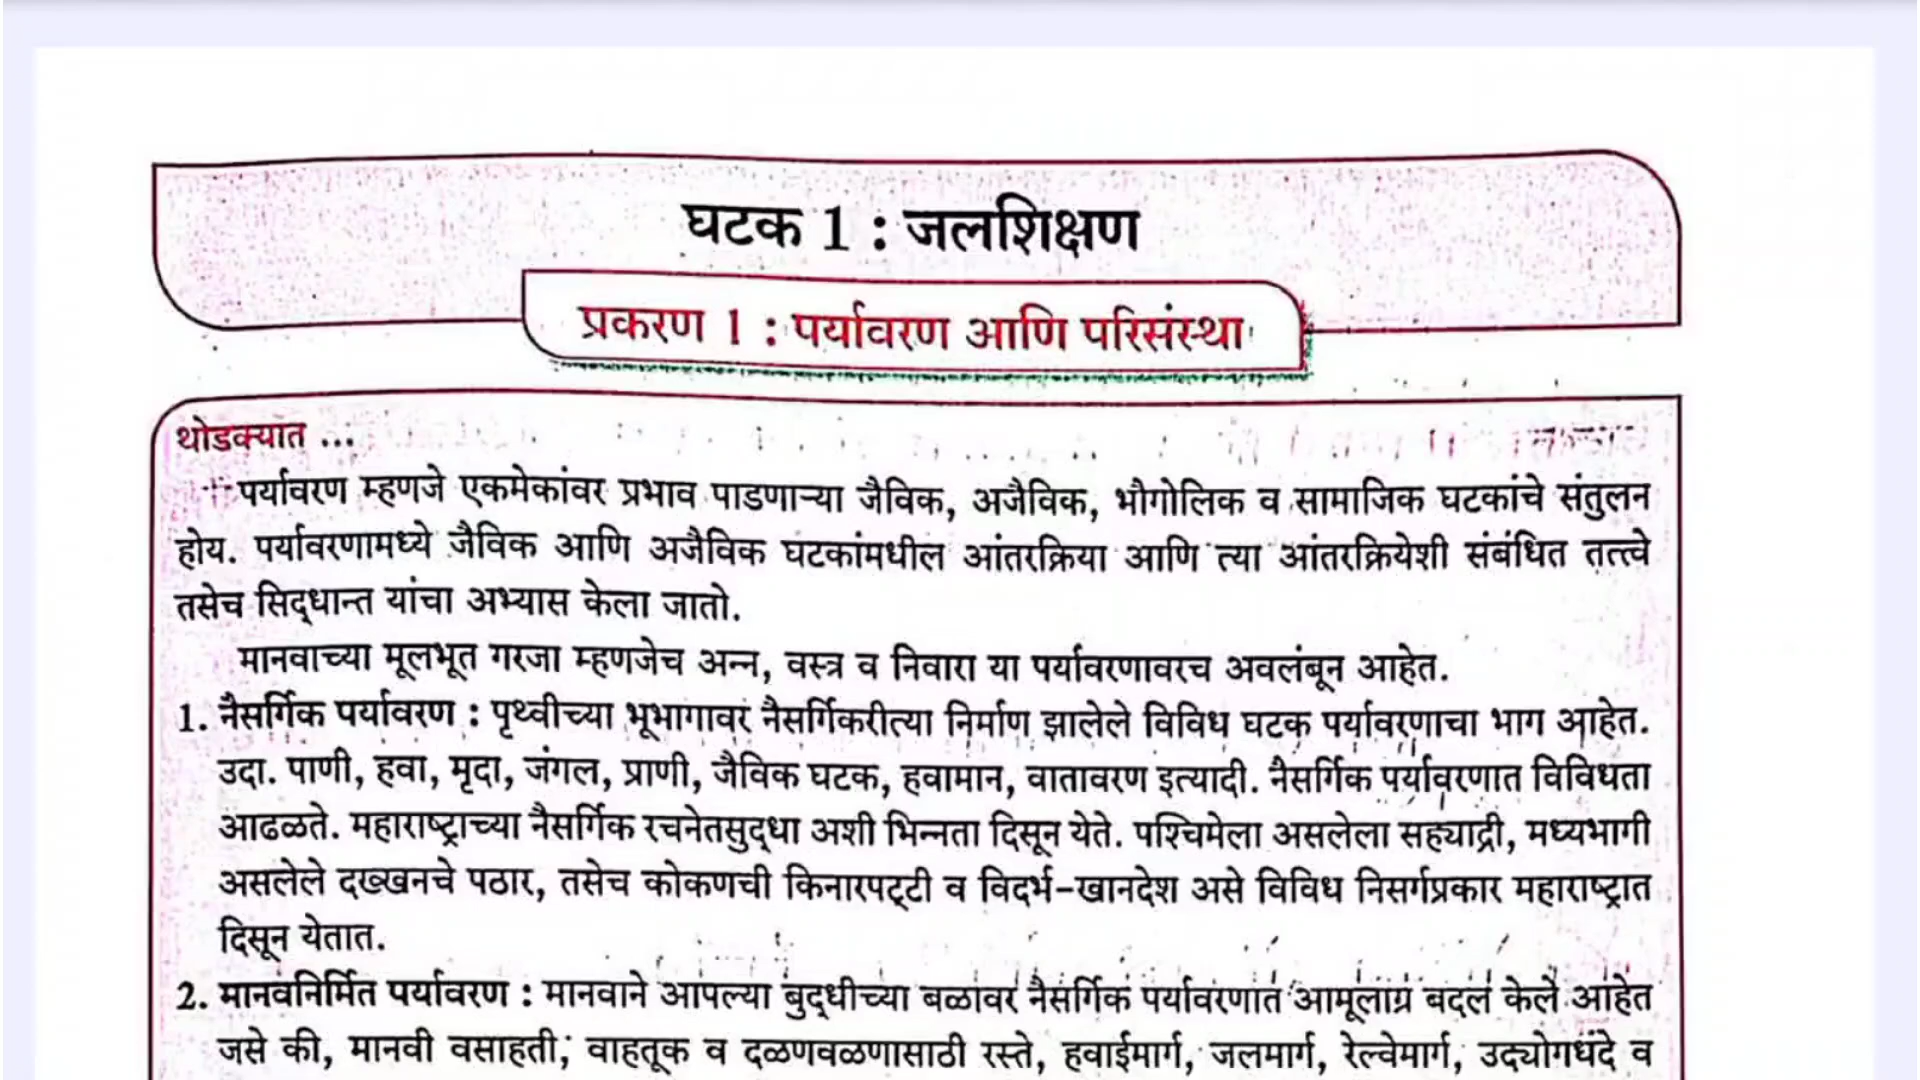 घटक 1 : जलशिक्षण
प्रकरण 1 : पर्यावरण आणि परिसंस्था
थोडक्यात ...
पर्यावरण म्हणजे एकमेकांवर प्रभाव पाडणाऱ्या जैविक, अजैविक, भौगोलिक व सामाजिक घटकांचे संतुलन
होय. पर्यावरणामध्ये जैविक आणि अजैविक घटकांमधील आंतरक्रिया आणि त्या आंतरक्रियेशी संबंधित तत्त्वे
तसेच सिद्धान्त यांचा अभ्यास केला जातो.
मानवाच्या मूलभूत गरजा म्हणजेच अन्न, वस्त्र व निवारा या पर्यावरणावरच अवलंबून आहेत.
1. नैसर्गिक पर्यावरण : पृथ्वीच्या भूभागावर नैसर्गिकरीत्या निर्माण झालेले विविध घटक पर्यावरणाचा भाग आहेत.
उदा. पाणी, हवा, मृदा, जंगल, प्राणी, जैविक घटक, हवामान, वातावरण इत्यादी. नैसर्गिक पर्यावरणात विविधता
आढळते. महाराष्ट्राच्या नैसर्गिक रचनेतसुद्धा अशी भिन्नता दिसून येते. पश्चिमेला असलेला सह्याद्री, मध्यभागी
असलेले दख्खनचे पठार, तसेच कोकणची किनारपट्टी व विदर्भ-खानदेश असे विविध निसर्गप्रकार महाराष्ट्रात
दिसून येतात.
2. मानवनिर्मित पर्यावरण : मानवाने आपल्या बुद्धीच्या बळावर नैसर्गिक पर्यावरणात आमूलाग्र बदल केले आहेत
जसे की, मानवी वसाहती, वाहतूक व दळणवळणासाठी रस्ते, हवाईमार्ग, जलमार्ग, रेल्वेमार्ग, उद्योगधंदे व